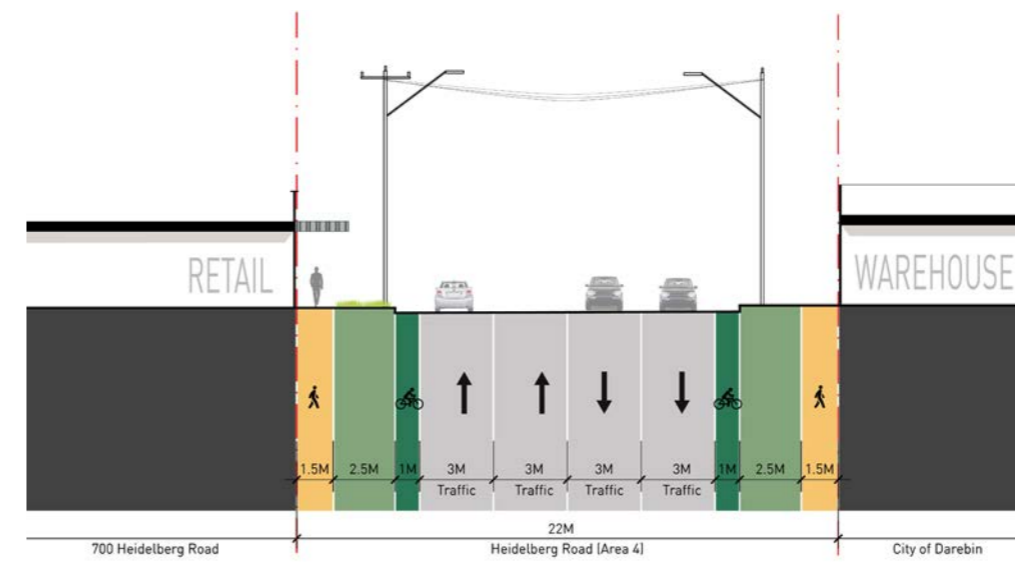 RETAIL
WAREHOUSE
1.5M 2.5M 1M 3M 3M 3M 3M 1M 2.5M 1.5M
Traffic Traffic Traffic Traffic
22M
700 Heidelberg Road Heidelberg Road (Area 4) City of Darebin